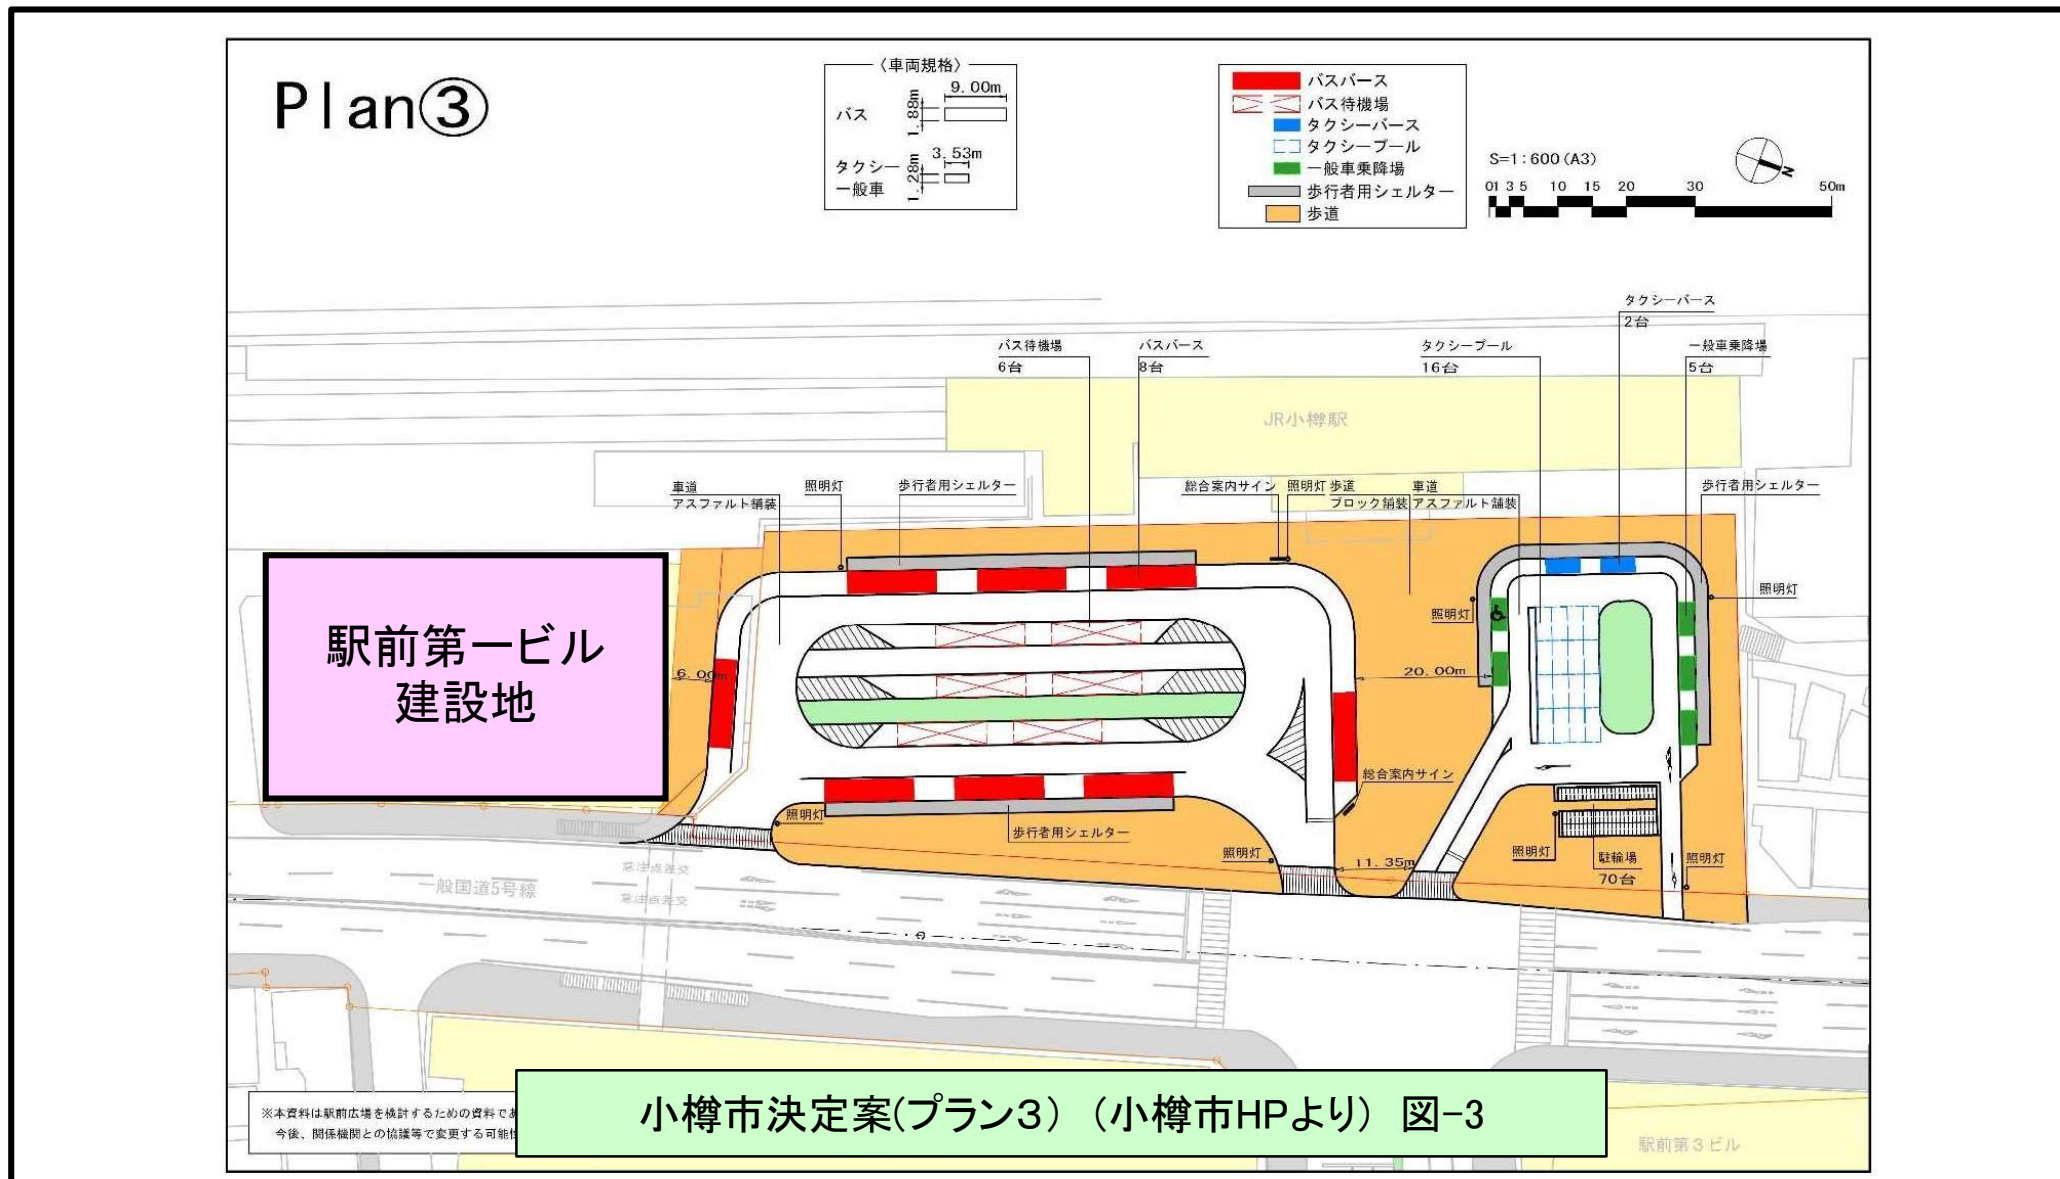 Plan③
〈車両規格〉
バス
1.88m
9.00m
タクシー
一般車
1.28m
3.53m
バスバース
バス待機場
タクシーバース
タクシープール
一般車乗降場
歩行者用シェルター
歩道
S=1:600(A3)
N
01 3 5 10 15 20 30 50m
タクシーバース
2台
バス待機場
6台
バスバース
8台
タクシープール
16台
一般車乗降場
5台
JR小樽駅
車道
アスファルト舗装
照明灯
歩行者用シェルター
総合案内サイン
照明灯
歩道
ブロック舗装
車道
アスファルト舗装
歩行者用シェルター
照明灯
照明灯
駅前第一ビル
建設地
6.00m
20.00m
総合案内サイン
照明灯
歩行者用シェルター
照明灯
11.35m
照明灯
駐輪場
70台
照明灯
一般国道5号線
※本資料は駅前広場を検討するための資料であ
今後、関係機関との協議等で変更する可能性
小樽市決定案(プラン３)（小樽市HPより） 図-3
駅前第３ビル